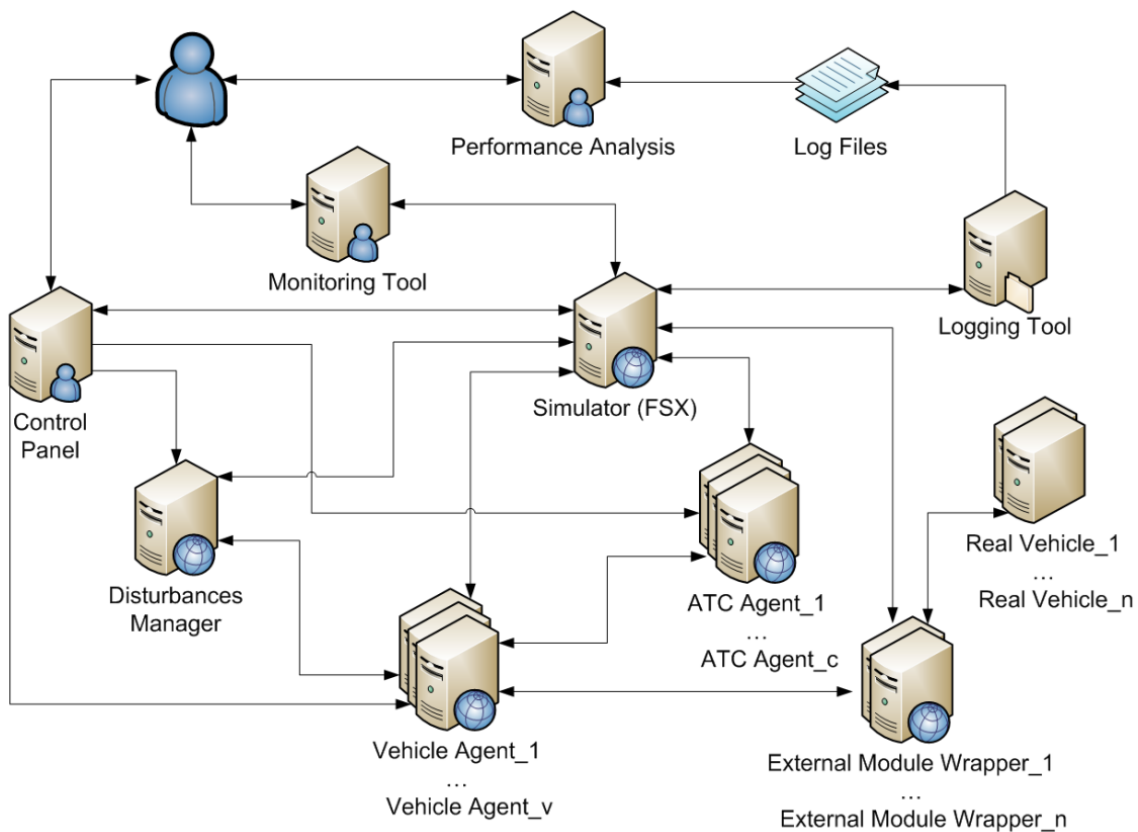 Performance Analysis
Log Files
Monitoring Tool
Logging Tool
Control
Panel
Simulator (FSX)
Real Vehicle_1
...
Real Vehicle_n
Disturbances
Manager
ATC Agent_1
...
ATC Agent_c
Vehicle Agent_1
...
Vehicle Agent_v
External Module Wrapper_1
...
External Module Wrapper_n